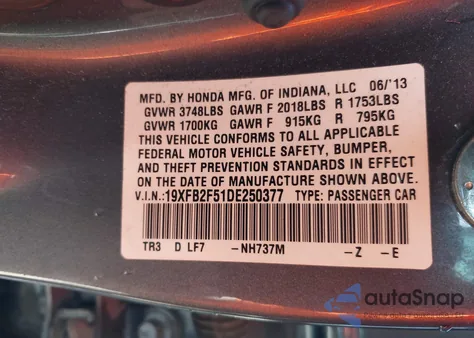 MFD. BY HONDA MFG. OF INDIANA, LLC 06/'13
GVWR 3748LBS GAWR F 2018LBS R 1753LBS
GVWR 1700KG GAWR F 915KG R 795KG
THIS VEHICLE CONFORMS TO ALL APPLICABLE
FEDERAL MOTOR VEHICLE SAFETY, BUMPER,
AND THEFT PREVENTION STANDARDS IN EFFECT
ON THE DATE OF MANUFACTURE SHOWN ABOVE.
V.I.N.: 19XFB2F51DE250377 TYPE: PASSENGER CAR
TR3 D LF7 -NH737M -Z -E
autoSnap